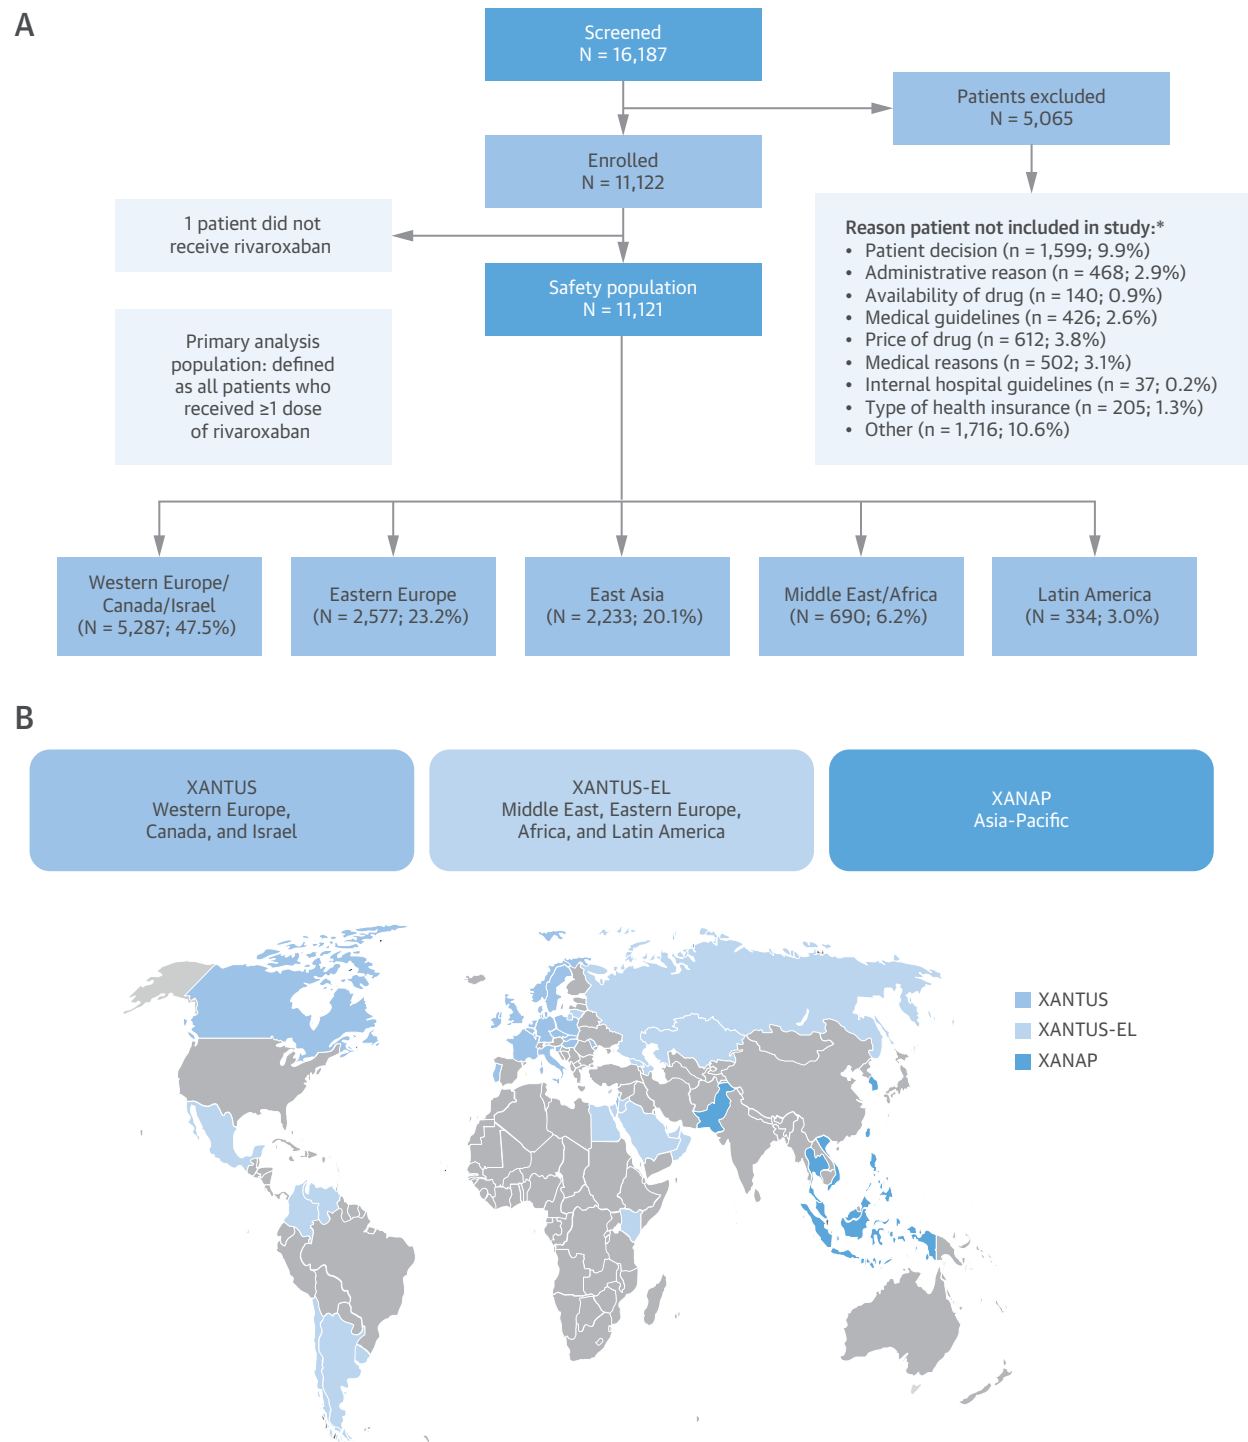 A
Screened
N = 16,187
Patients excluded
N = 5,065
Enrolled
N = 11,122
1 patient did not
receive rivaroxaban
Reason patient not included in study:*
• Patient decision (n = 1,599; 9.9%)
• Administrative reason (n = 468; 2.9%)
• Availability of drug (n = 140; 0.9%)
• Medical guidelines (n = 426; 2.6%)
• Price of drug (n = 612; 3.8%)
• Medical reasons (n = 502; 3.1%)
• Internal hospital guidelines (n = 37; 0.2%)
• Type of health insurance (n = 205; 1.3%)
• Other (n = 1,716; 10.6%)
Safety population
N = 11,121
Primary analysis
population: defined
as all patients who
received ≥1 dose
of rivaroxaban
Western Europe/
Canada/Israel
(N = 5,287; 47.5%)
Eastern Europe
(N = 2,577; 23.2%)
East Asia
(N = 2,233; 20.1%)
Middle East/Africa
(N = 690; 6.2%)
Latin America
(N = 334; 3.0%)
B
XANTUS
Western Europe,
Canada, and Israel
XANTUS-EL
Middle East, Eastern Europe,
Africa, and Latin America
XANAP
Asia-Pacific
XANTUS
XANTUS-EL
XANAP